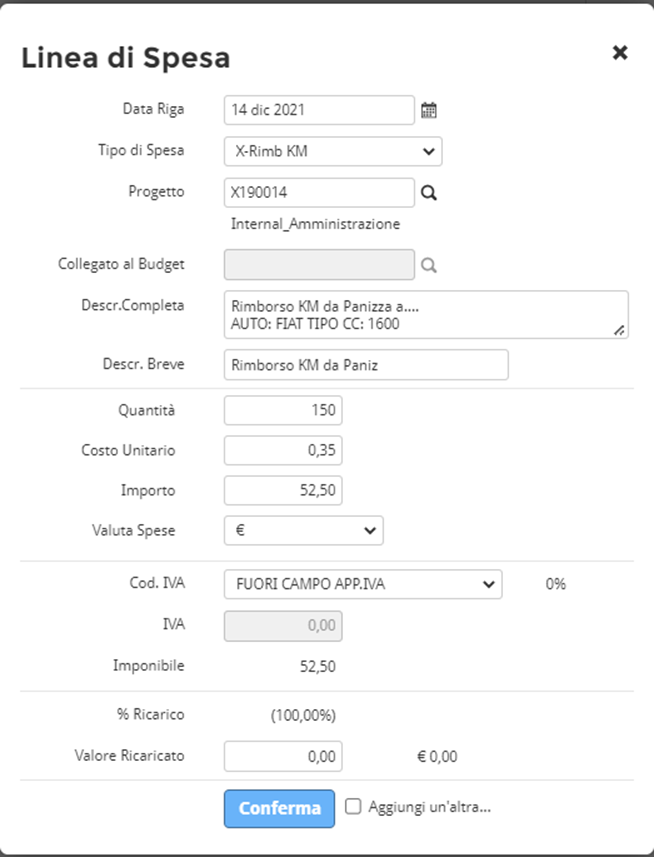 Linea di Spesa
Data Riga 14 dic 2021
Tipo di Spesa X-Rimb KM
Progetto X190014
Internal_Amministrazione
Collegato al Budget
Descr.Completa Rimborso KM da Panizza a....
AUTO: FIAT TIPO CC: 1600
Descr. Breve Rimborso KM da Paniz
Quantità 150
Costo Unitario 0,35
Importo 52,50
Valuta Spese €
Cod. IVA FUORI CAMPO APP.IVA 0%
IVA 0,00
Imponibile 52,50
% Ricarico (100,00%)
Valore Ricaricato 0,00 € 0,00
Conferma Aggiungi un'altra...